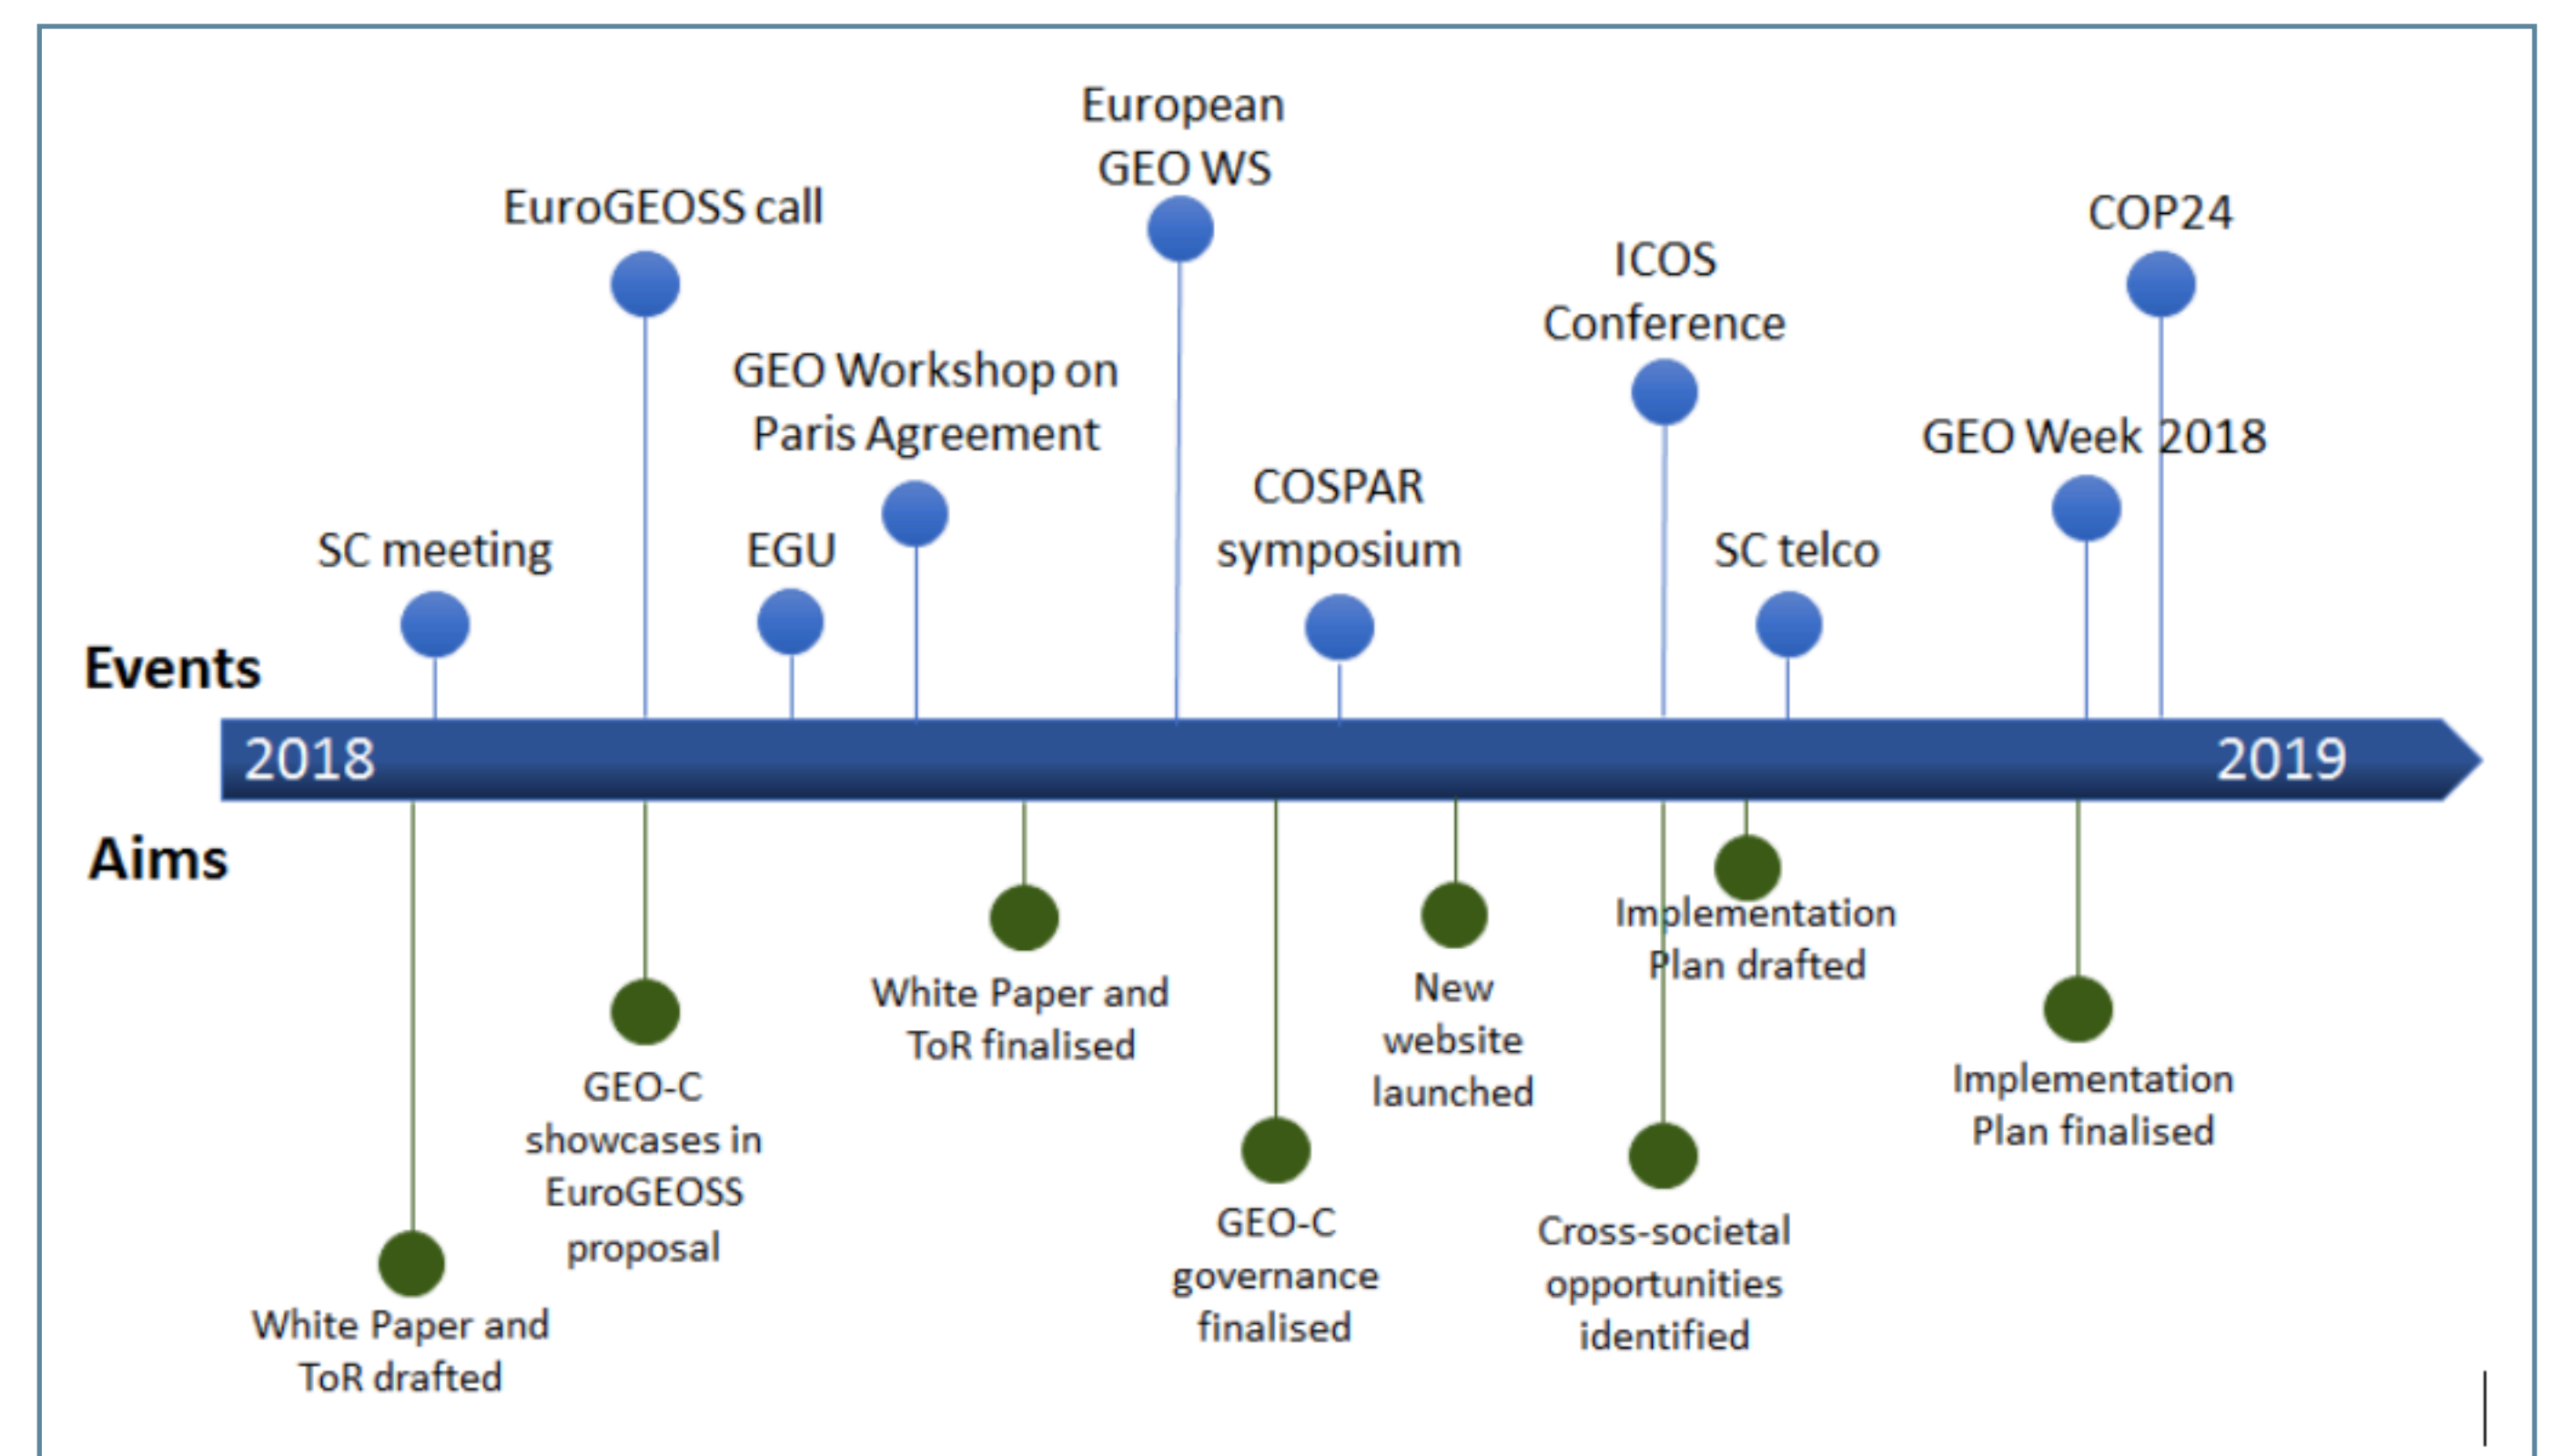 European
GEO WS
EuroGEOSS call
COP24
ICOS
Conference
GEO Workshop on
Paris Agreement
GEO Week 2018
COSPAR
symposium
SC meeting
EGU
SC telco
Events
2018
2019
Aims
Implementation
Plan drafted
White Paper and
ToR finalised
New
website
launched
GEO-C
showcases in
EuroGEOSS
proposal
Implementation
Plan finalised
GEO-C
governance
finalised
Cross-societal
opportunities
identified
White Paper and
ToR drafted